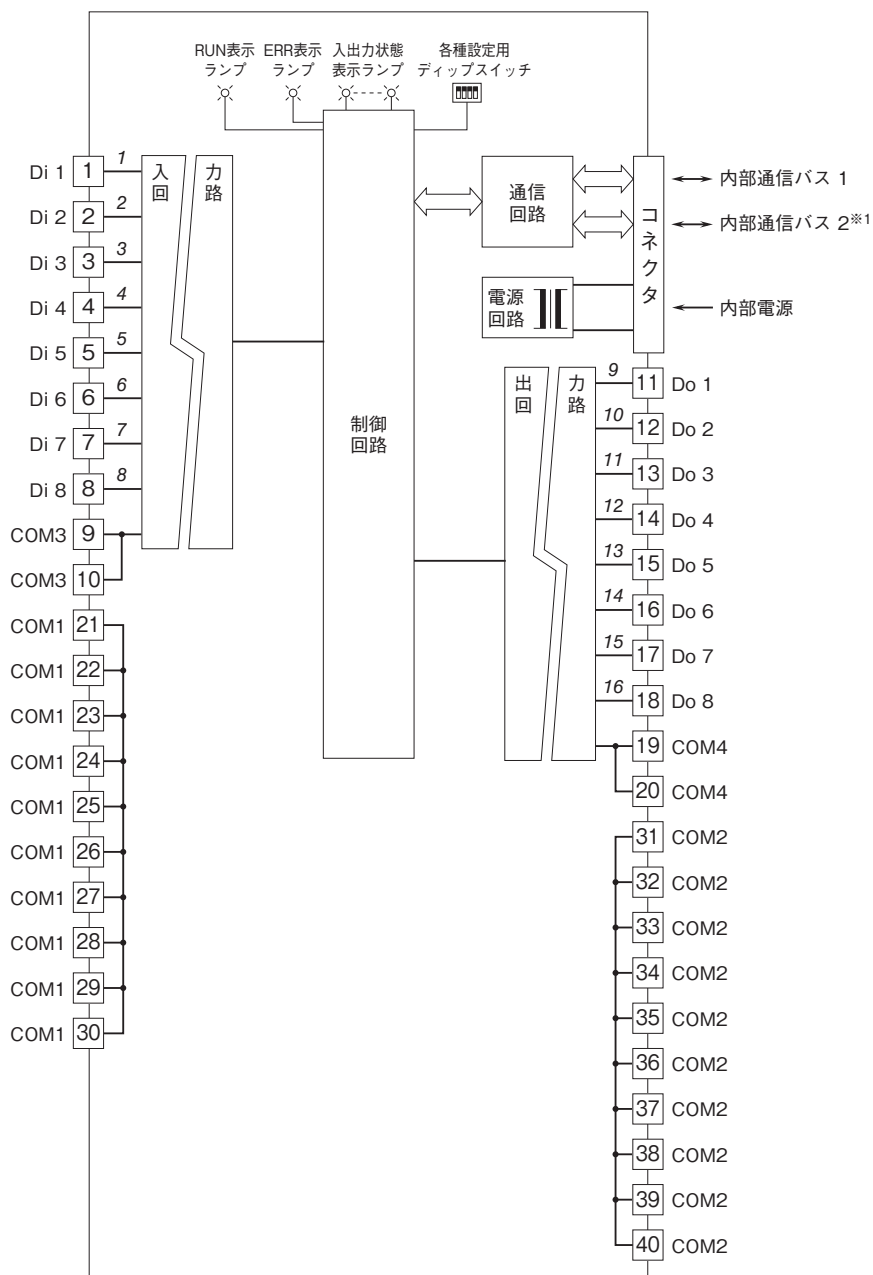 RUN表示
ランプ
ERR表示
ランプ
入出力状態
表示ランプ
各種設定用
ディップスイッチ
Di 1 1 1
Di 2 2 2
Di 3 3 3
Di 4 4 4
Di 5 5 5
Di 6 6 6
Di 7 7 7
Di 8 8 8
COM3 9
COM3 10
COM1 21
COM1 22
COM1 23
COM1 24
COM1 25
COM1 26
COM1 27
COM1 28
COM1 29
COM1 30
入力
回路
制御
回路
通信
回路
電源
回路
コネクタ
内部通信バス 1
内部通信バス 2※1
内部電源
出力
回路
9 11 Do 1
10 12 Do 2
11 13 Do 3
12 14 Do 4
13 15 Do 5
14 16 Do 6
15 17 Do 7
16 18 Do 8
19 COM4
20 COM4
31 COM2
32 COM2
33 COM2
34 COM2
35 COM2
36 COM2
37 COM2
38 COM2
39 COM2
40 COM2